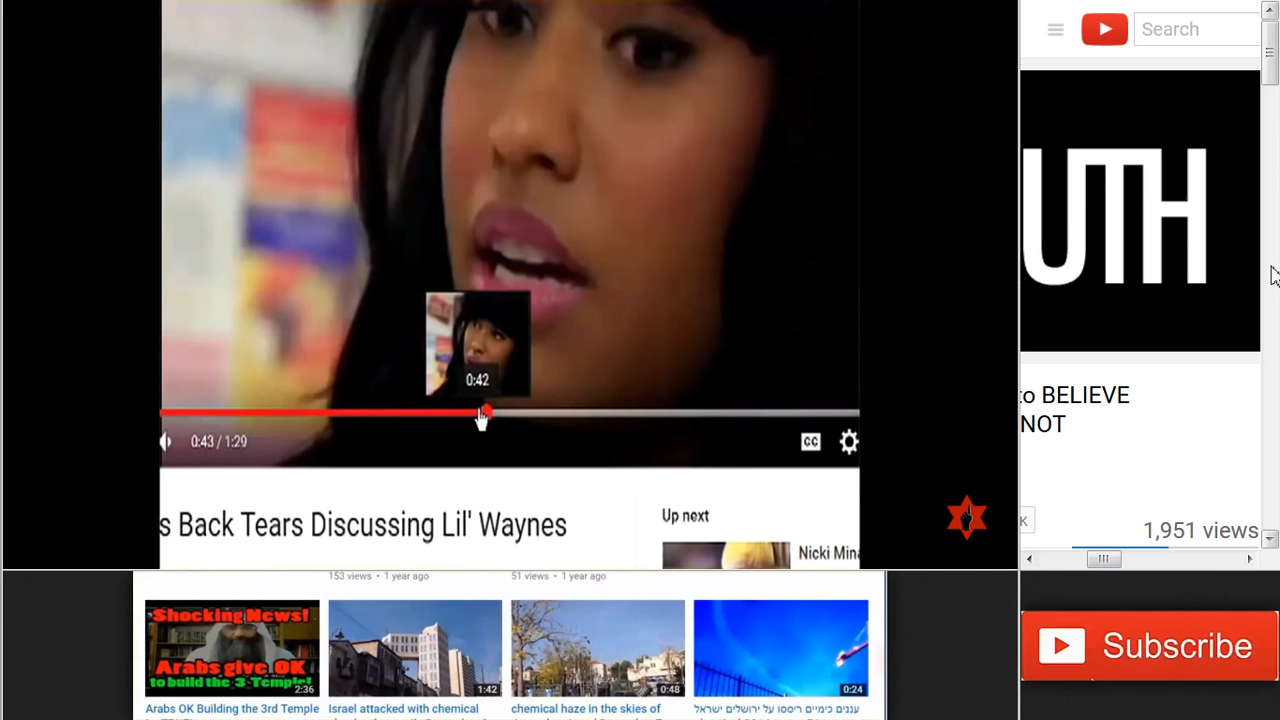 Search
UTH
0:42
to BELIEVE
NOT
0:43 / 1:29
CC
s Back Tears Discussing Lil' Waynes
Up next
K
1,951 views
Nicki Mina
153 views • 1 year ago
51 views • 1 year ago
Shocking News!
Arabs give OK
to build the 3 Temple!
2:36
1:42
0:48
0:24
Subscribe
Arabs OK Building the 3rd Temple
Israel attacked with chemical
chemical haze in the skies of
עננים כימיים ריססו על ירושלים ישראל